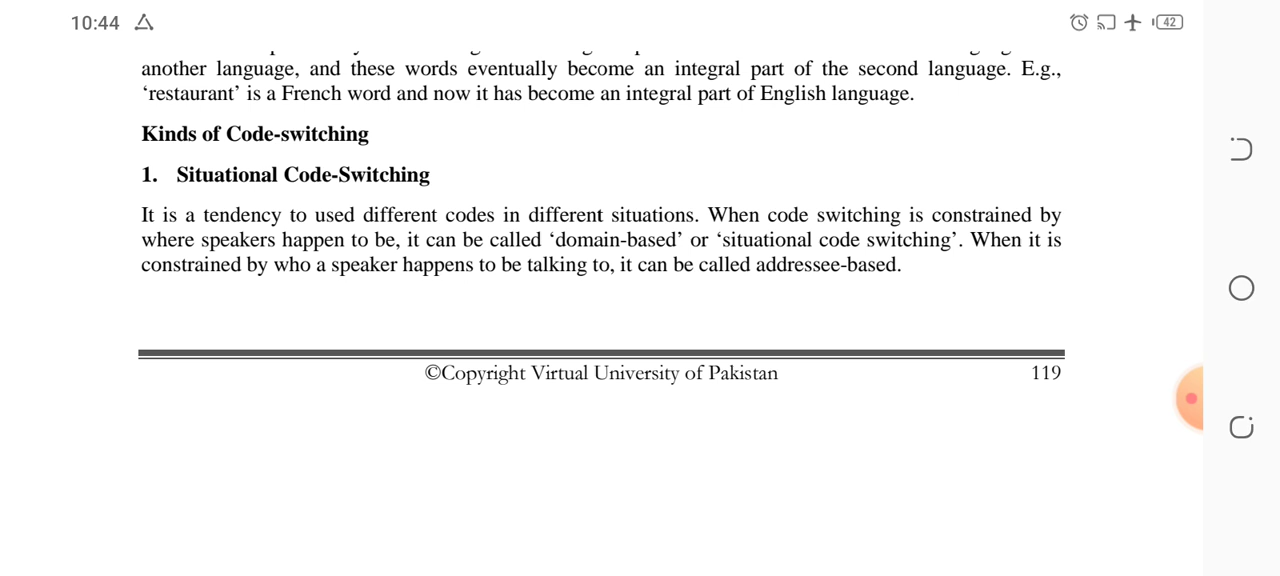 10:44
42
another language, and these words eventually become an integral part of the second language. E.g.,
‘restaurant’ is a French word and now it has become an integral part of English language.
Kinds of Code-switching
1. Situational Code-Switching
It is a tendency to used different codes in different situations. When code switching is constrained by
where speakers happen to be, it can be called ‘domain-based’ or ‘situational code switching’. When it is
constrained by who a speaker happens to be talking to, it can be called addressee-based.
©Copyright Virtual University of Pakistan 119